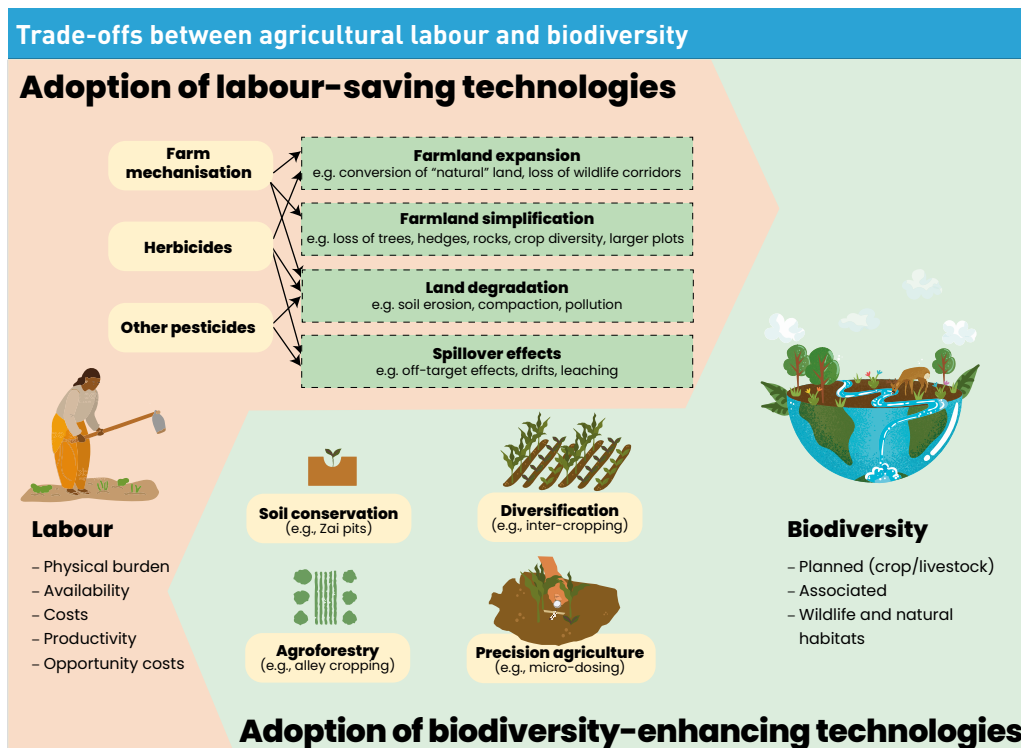 Trade-offs between agricultural labour and biodiversity
Adoption of labour-saving technologies
Farm
mechanisation
Herbicides
Other pesticides
Farmland expansion
e.g. conversion of “natural” land, loss of wildlife corridors
Farmland simplification
e.g. loss of trees, hedges, rocks, crop diversity, larger plots
Land degradation
e.g. soil erosion, compaction, pollution
Spillover effects
e.g. off-target effects, drifts, leaching
Labour
– Physical burden
– Availability
– Costs
– Productivity
– Opportunity costs
Soil conservation
(e.g., Zai pits)
Diversification
(e.g., inter-cropping)
Agroforestry
(e.g., alley cropping)
Precision agriculture
(e.g., micro-dosing)
Biodiversity
– Planned (crop/livestock)
– Associated
– Wildlife and natural
habitats
Adoption of biodiversity-enhancing technologies